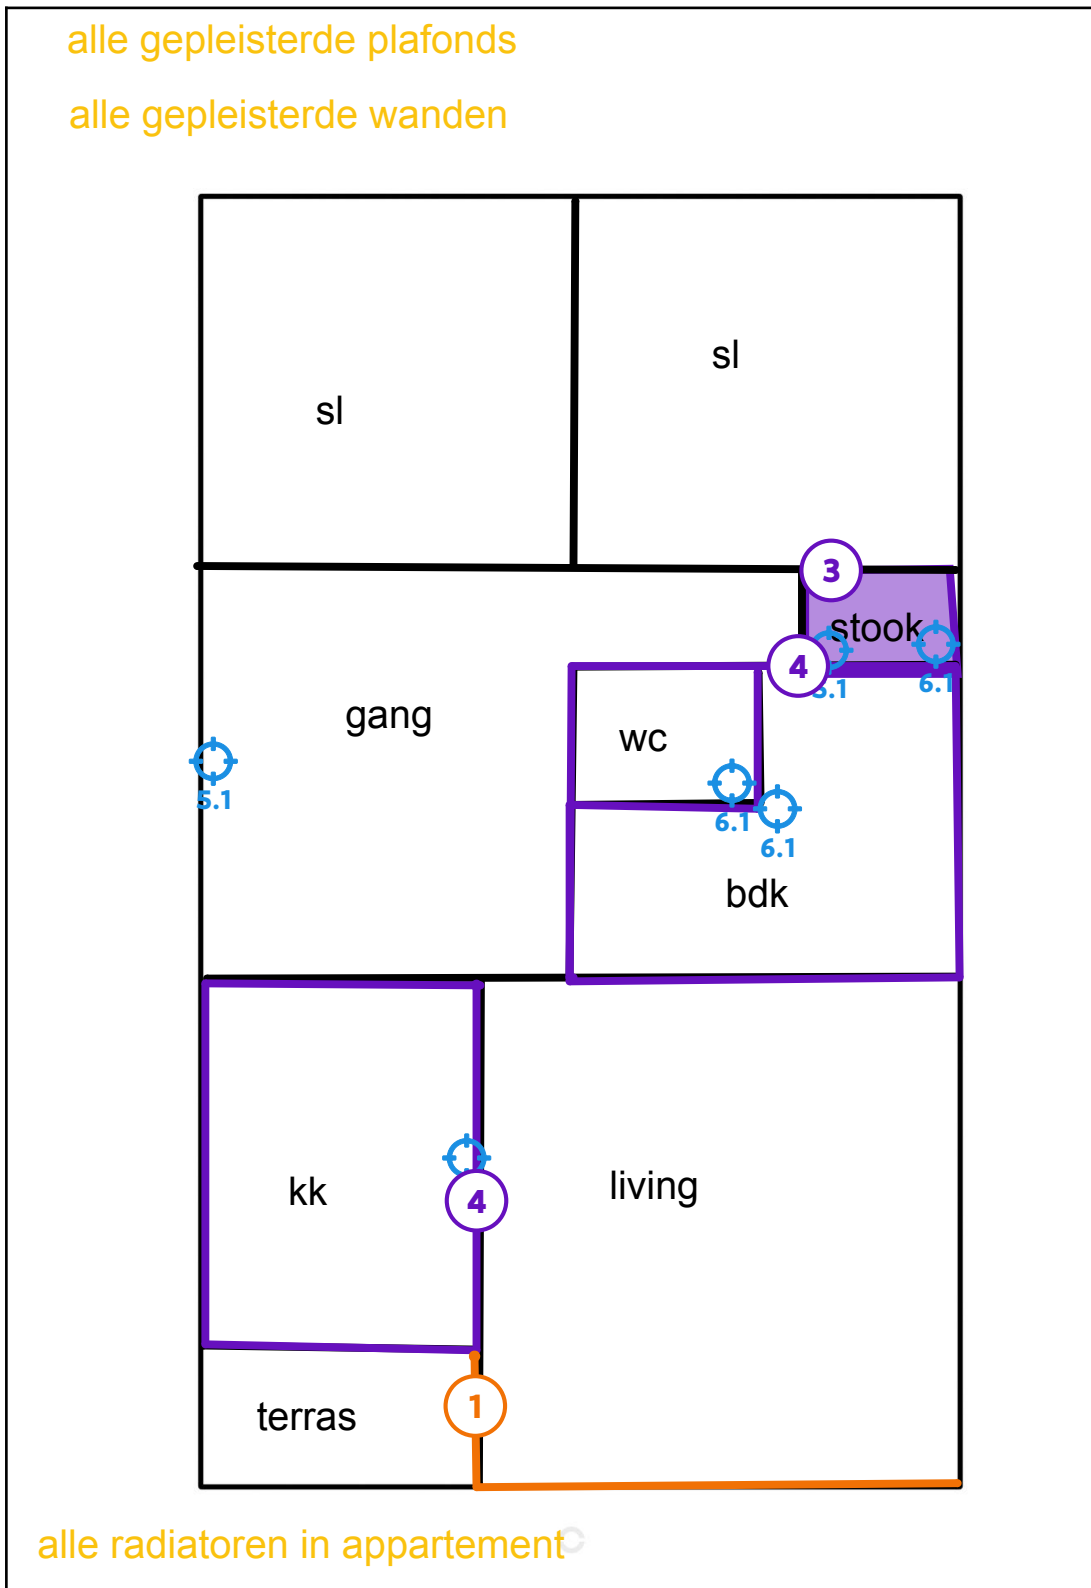 alle gepleisterde plafonds
alle gepleisterde wanden
sl
sl
3
stook
4
6.1
gang
wc
5.1
6.1
6.1
bdk
kk
4
living
terras
1
alle radiatoren in appartement